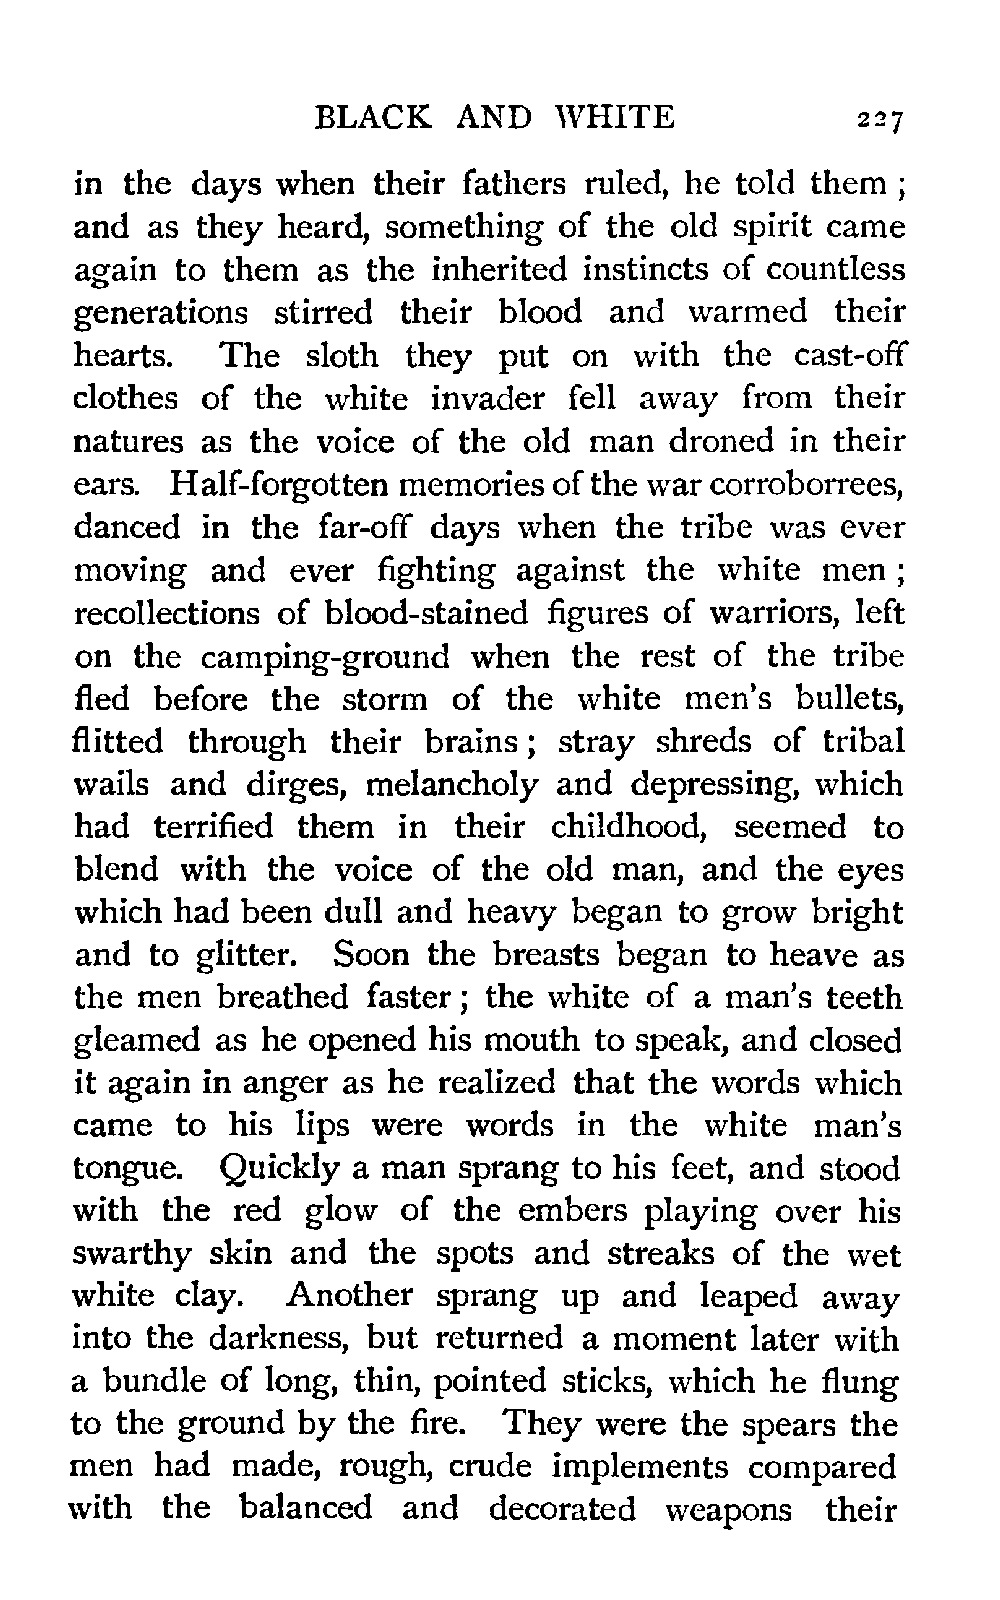 BLACK AND WHITE 227
in the days when their fathers ruled, he told them ;
and as they heard, something of the old spirit came
again to them as the inherited instincts of countless
generations stirred their blood and warmed their
hearts. The sloth they put on with the cast-off
clothes of the white invader fell away from their
natures as the voice of the old man droned in their
ears. Half-forgotten memories of the war corroborrees,
danced in the far-off days when the tribe was ever
moving and ever fighting against the white men ;
recollections of blood-stained figures of warriors, left
on the camping-ground when the rest of the tribe
fled before the storm of the white men's bullets,
flitted through their brains ; stray shreds of tribal
wails and dirges, melancholy and depressing, which
had terrified them in their childhood, seemed to
blend with the voice of the old man, and the eyes
which had been dull and heavy began to grow bright
and to glitter. Soon the breasts began to heave as
the men breathed faster ; the white of a man's teeth
gleamed as he opened his mouth to speak, and closed
it again in anger as he realized that the words which
came to his lips were words in the white man's
tongue. Quickly a man sprang to his feet, and stood
with the red glow of the embers playing over his
swarthy skin and the spots and streaks of the wet
white clay. Another sprang up and leaped away
into the darkness, but returned a moment later with
a bundle of long, thin, pointed sticks, which he flung
to the ground by the fire. They were the spears the
men had made, rough, crude implements compared
with the balanced and decorated weapons their